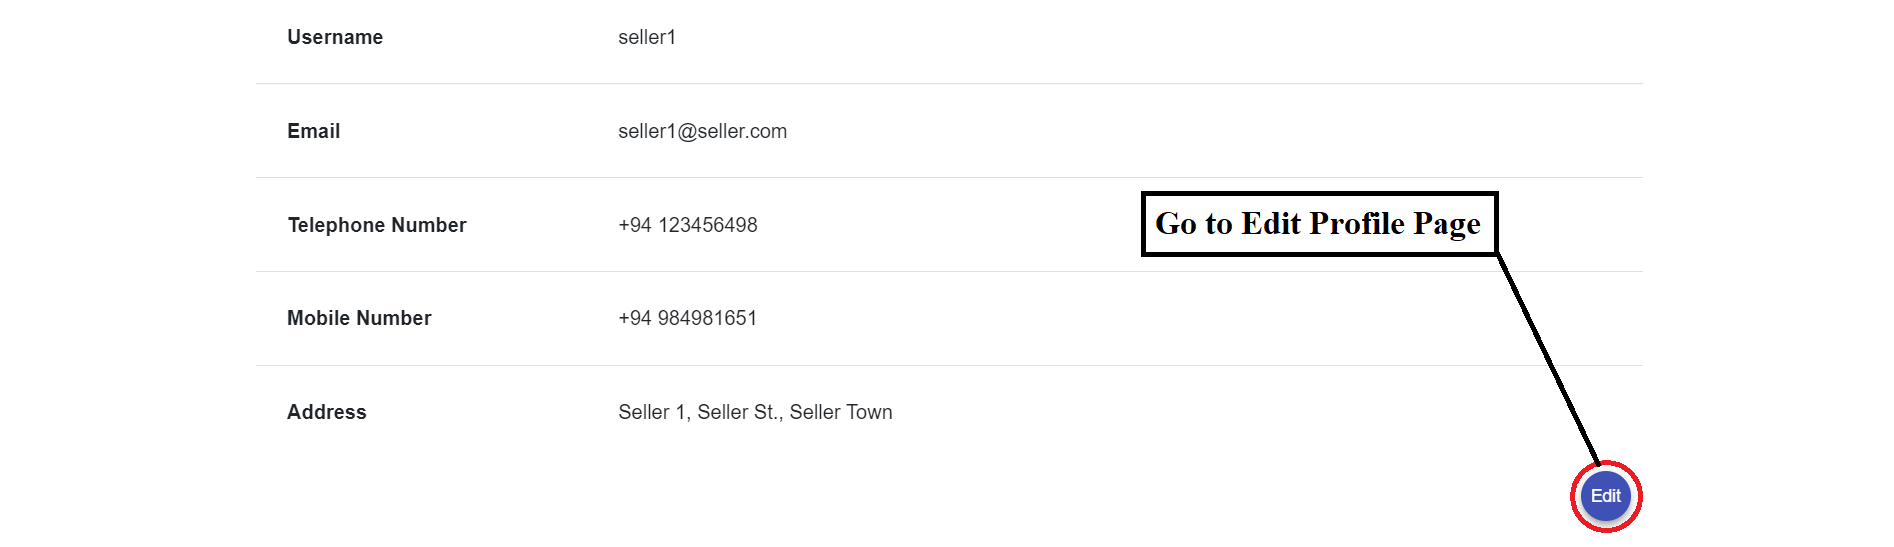 Username seller1
Email seller1@seller.com
Telephone Number +94 123456498
Go to Edit Profile Page
Mobile Number +94 984981651
Address Seller 1, Seller St., Seller Town
Edit